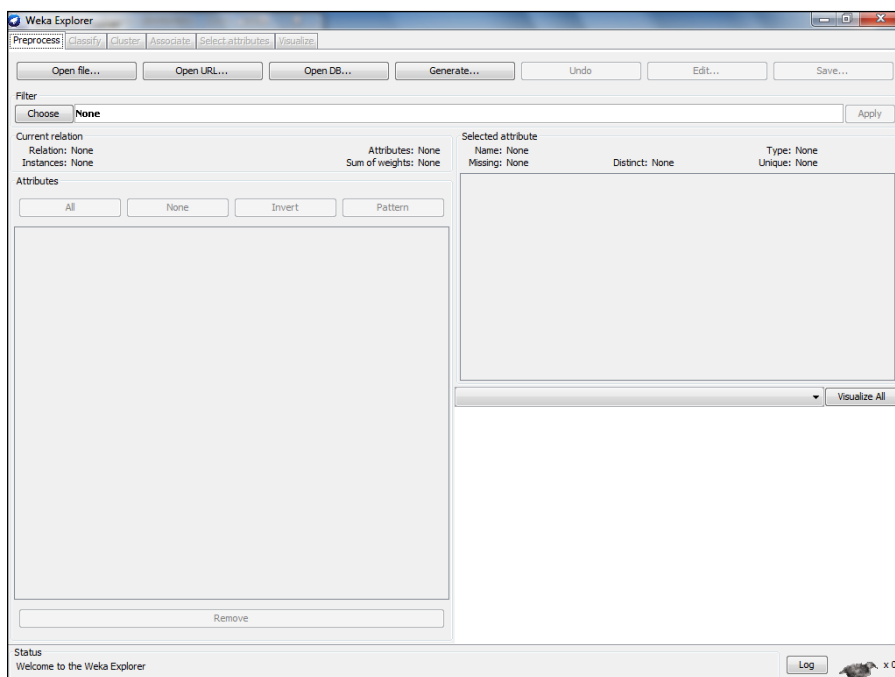 Weka Explorer
Preprocess Classify Cluster Associate Select attributes Visualize
Open file... Open URL... Open DB... Generate... Undo Edit... Save...
Filter
Choose None Apply
Current relation
Relation: None Attributes: None
Instances: None Sum of weights: None
Attributes
All None Invert Pattern
Remove
Selected attribute
Name: None Type: None
Missing: None Distinct: None Unique: None
Visualize All
Status
Welcome to the Weka Explorer
Log x 0